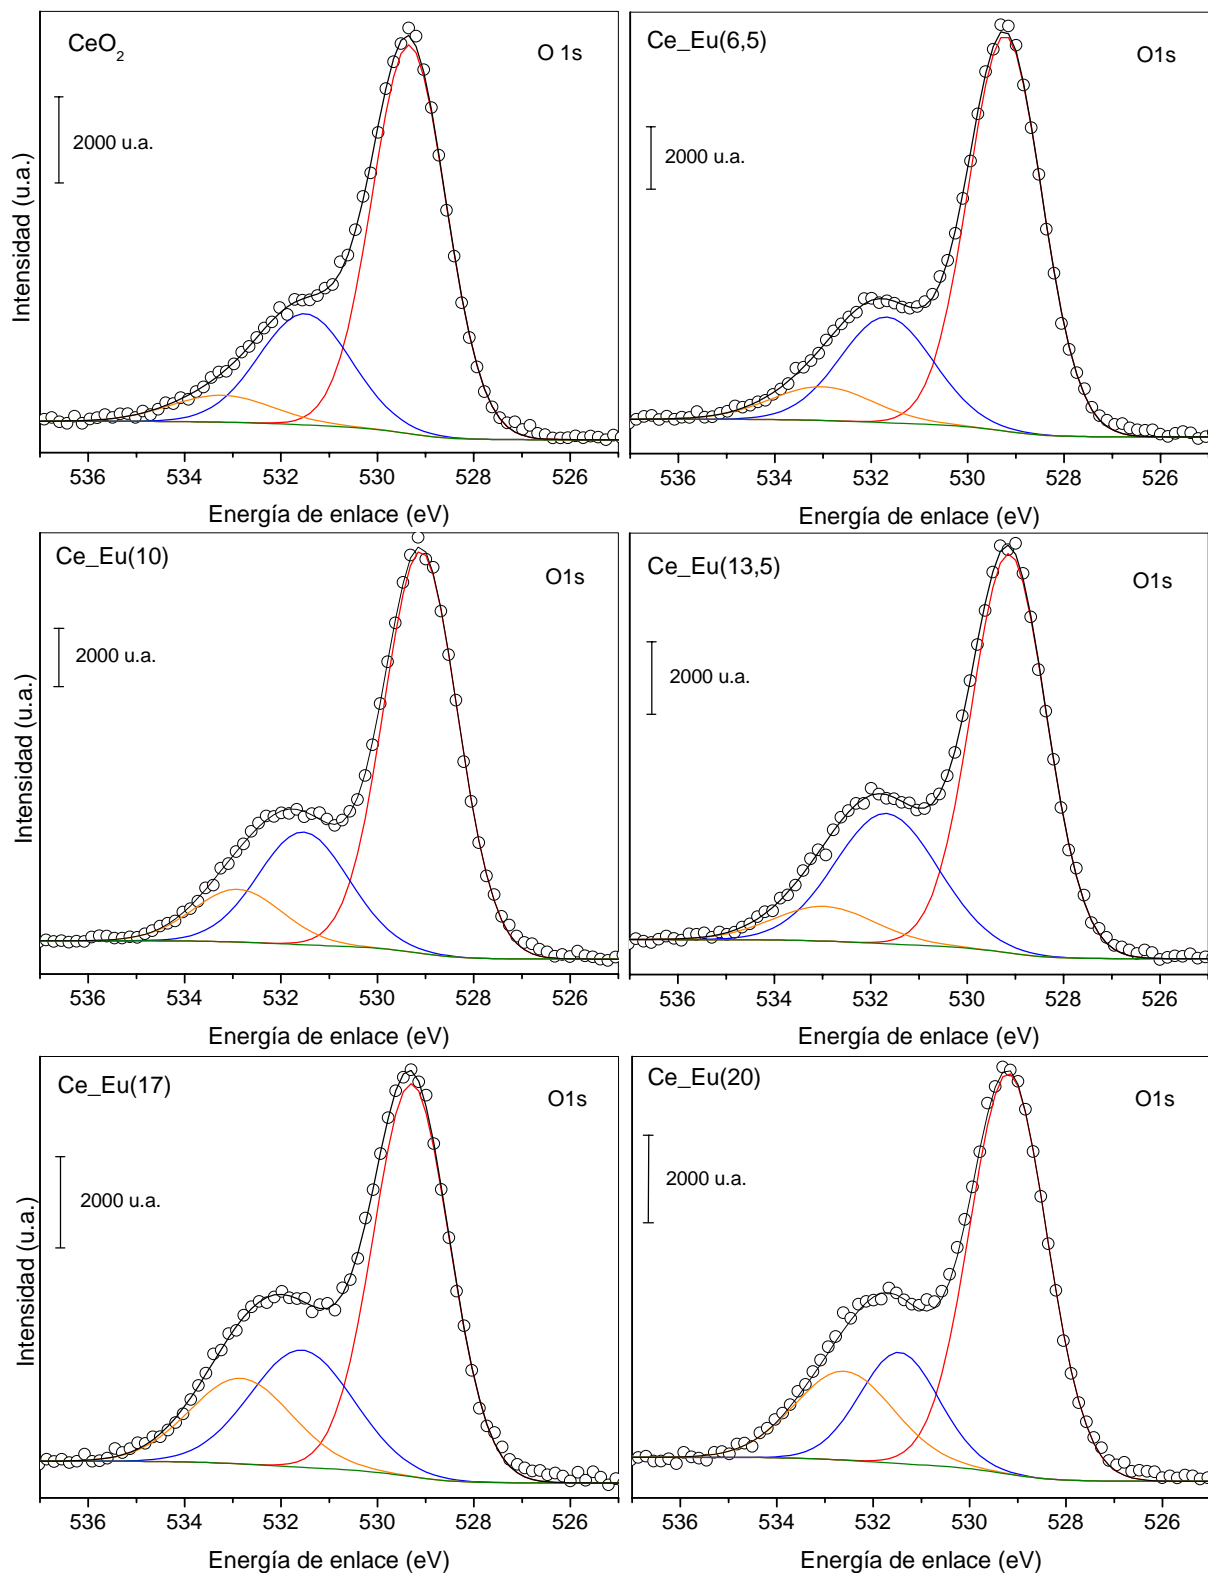 CeO2
O 1s
2000 u.a.
Intensidad (u.a.)
536 534 532 530 528 526
Energía de enlace (eV)
Ce_Eu(6,5)
O1s
2000 u.a.
536 534 532 530 528 526
Energía de enlace (eV)
Ce_Eu(10)
O1s
2000 u.a.
Intensidad (u.a.)
536 534 532 530 528 526
Energía de enlace (eV)
Ce_Eu(13,5)
O1s
2000 u.a.
536 534 532 530 528 526
Energía de enlace (eV)
Ce_Eu(17)
O1s
2000 u.a.
Intensidad (u.a.)
536 534 532 530 528 526
Energía de enlace (eV)
Ce_Eu(20)
O1s
2000 u.a.
536 534 532 530 528 526
Energía de enlace (eV)